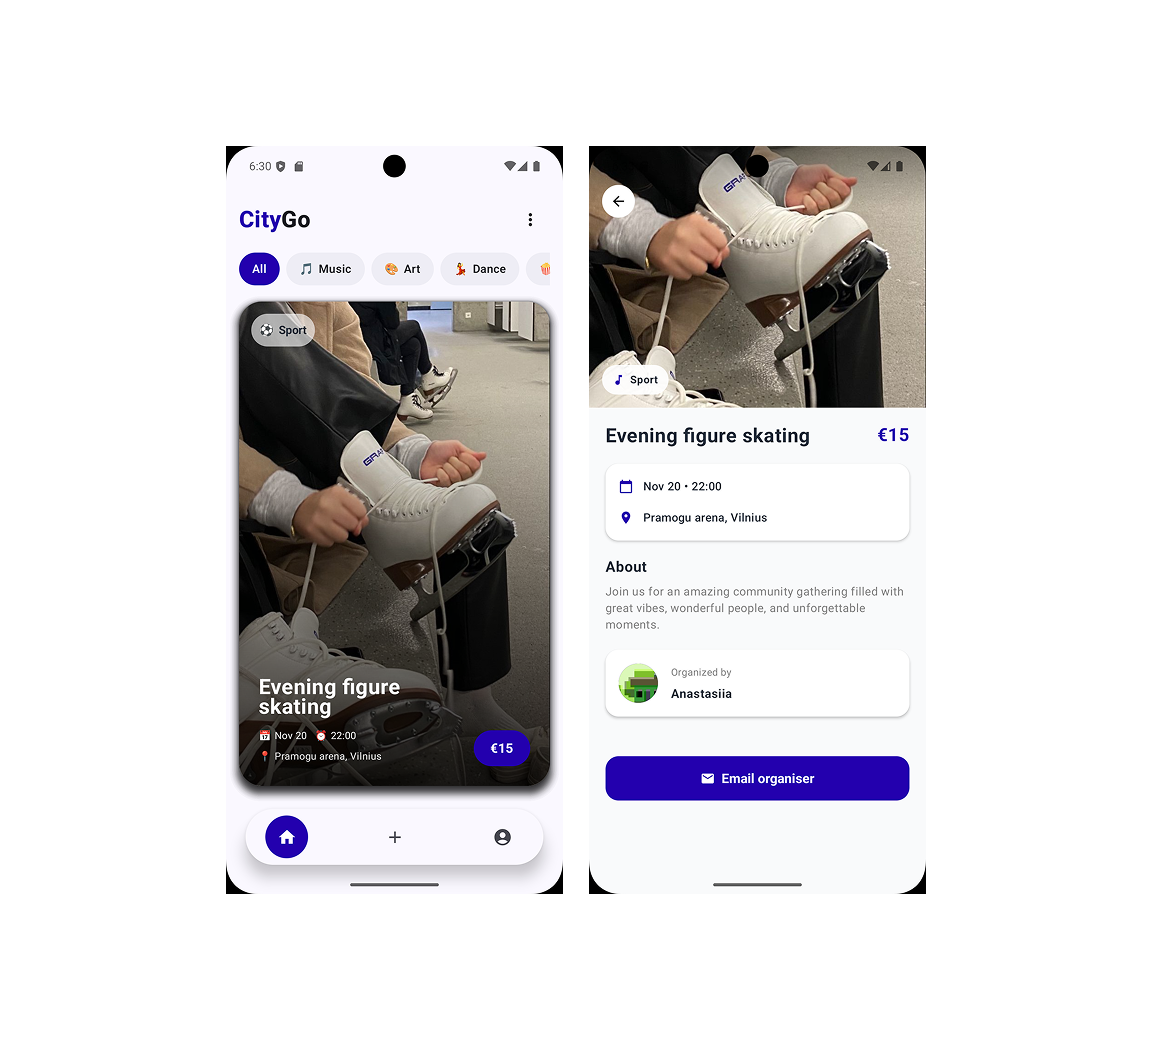 6:30
CityGo
All
🎵 Music
🎨 Art
💃 Dance
🍿
⚽ Sport
Evening figure
skating
📅 Nov 20 ⏰ 22:00
📍 Pramogu arena, Vilnius
€15
Sport
Evening figure skating
€15
Nov 20 • 22:00
Pramogu arena, Vilnius
About
Join us for an amazing community gathering filled with
great vibes, wonderful people, and unforgettable
moments.
Organized by
Anastasiia
Email organiser